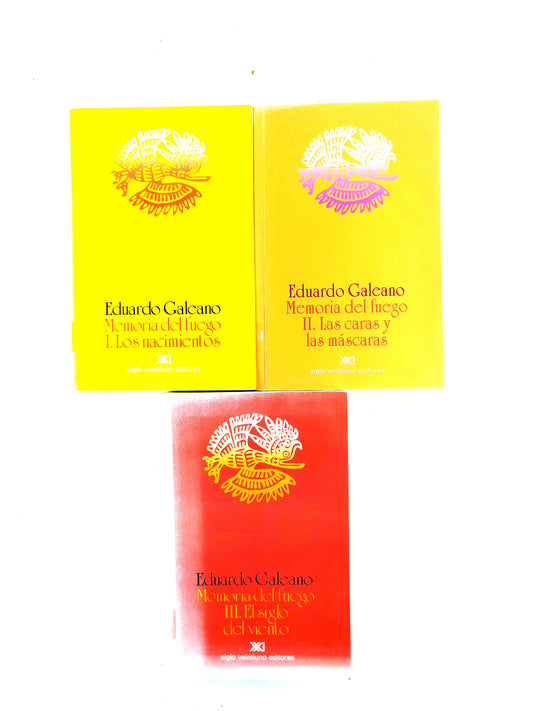 Eduardo Galeano
Memoria del fuego
I. Los nacimientos
siglo veintiuno editores
Eduardo Galeano
Memoria del fuego
II. Las caras y
las máscaras
siglo veintiuno editores
Eduardo Galeano
Memoria del fuego
III. El siglo
del viento
siglo veintiuno editores